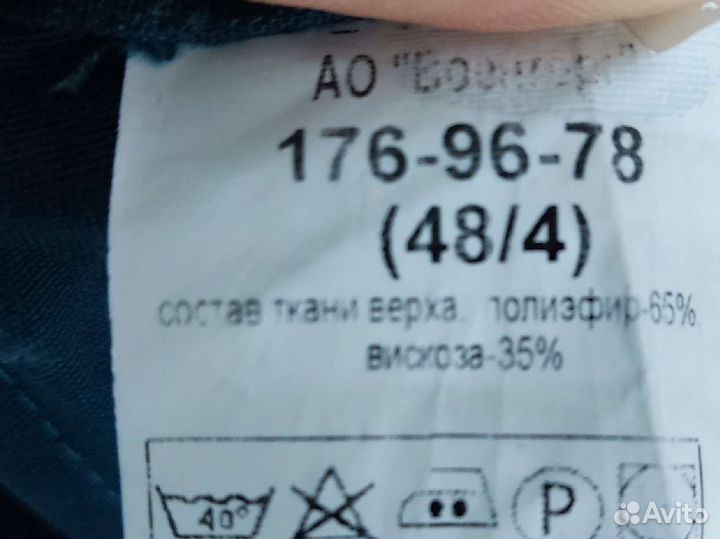 АО
176-96-78
(48/4)
состав ткани верха. полиэфир-65%,
вискоза-35%
40°
P
Avito